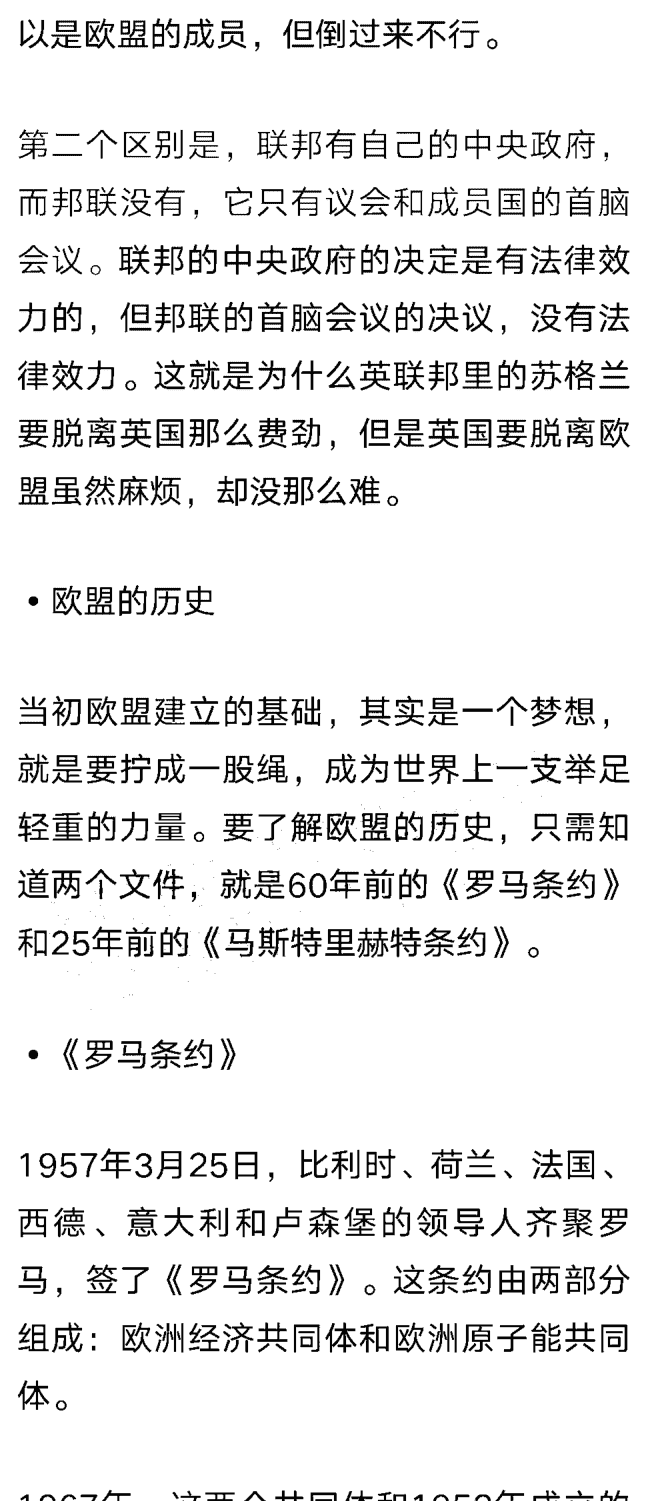 以是欧盟的成员，但倒过来不行。
第二个区别是，联邦有自己的中央政府，
而邦联没有，它只有议会和成员国的首脑
会议。联邦的中央政府的决定是有法律效
力的，但邦联的首脑会议的决议，没有法
律效力。这就是为什么英联邦里的苏格兰
要脱离英国那么费劲，但是英国要脱离欧
盟虽然麻烦，却没那么难。
• 欧盟的历史
当初欧盟建立的基础，其实是一个梦想，
就是要拧成一股绳，成为世界上一支举足
轻重的力量。要了解欧盟的历史，只需知
道两个文件，就是60年前的《罗马条约》
和25年前的《马斯特里赫特条约》。
• 《罗马条约》
1957年3月25日，比利时、荷兰、法国、
西德、意大利和卢森堡的领导人齐聚罗
马，签了《罗马条约》。这条约由两部分
组成：欧洲经济共同体和欧洲原子能共同
体。